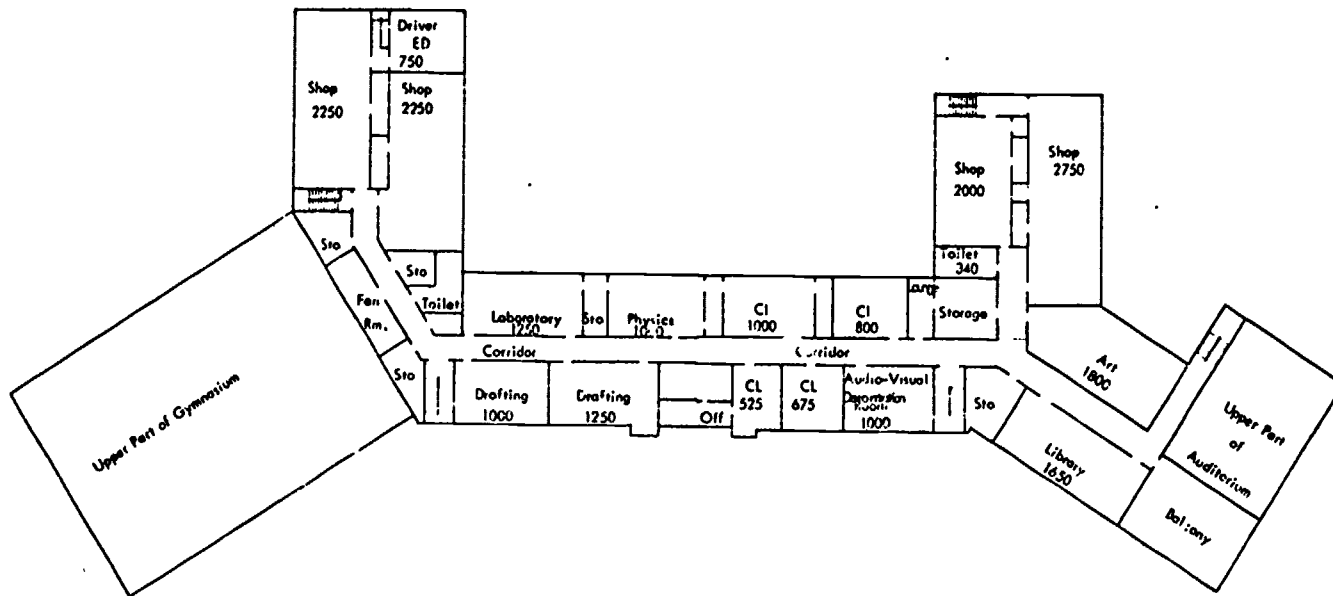 Driver
ED
750
Shop
2250
Shop
2250
Shop
2750
Shop
2000
Sto
Sto
Toilet
340
Fan
Rm.
Toilet
Laboratory
1250
Sto
Physics
Cl
1000
Cl
800
Storage
Corridor
Corridor
Sto
Drafting
1000
Drafting
1250
Off
CL
525
CL
675
Audio-Visual
Room
1000
Sto
Art
1800
Library
1650
Upper Part of Gymnasium
Upper Part
of
Auditorium
Balcony